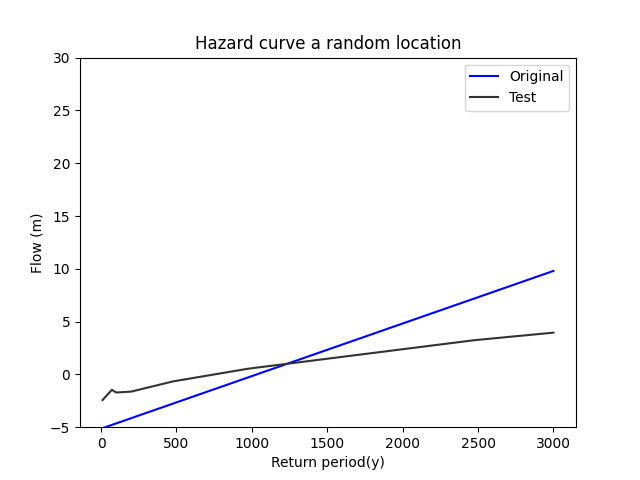 Hazard curve a random location
Original
Test
30
25
20
15
10
5
0
−5
Flow (m)
0 500 1000 1500 2000 2500 3000
Return period(y)